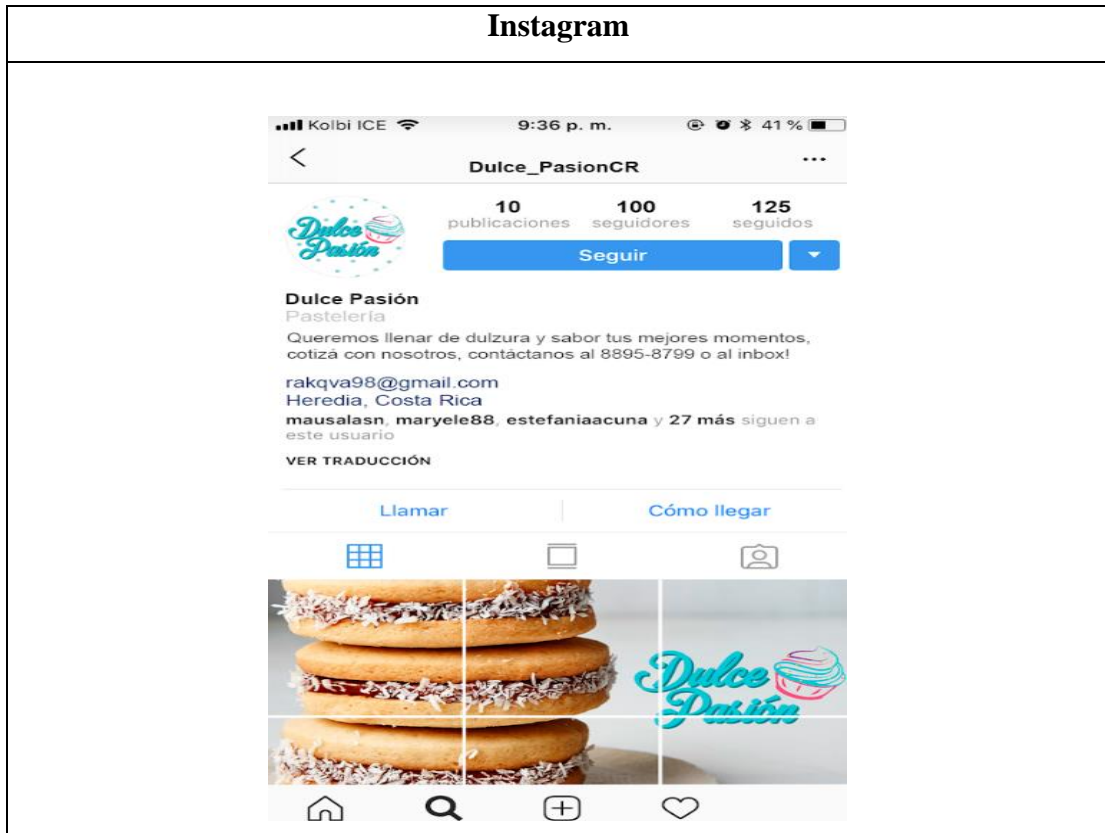 Instagram
Kolbi ICE 9:36 p. m. 41 %
Dulce_PasionCR
10 100 125
publicaciones seguidores seguidos
Dulce
Pasión
Seguir
Dulce Pasión
Pastelería
Queremos llenar de dulzura y sabor tus mejores momentos,
cotizá con nosotros, contáctanos al 8895-8799 o al inbox!
rakqva98@gmail.com
Heredia, Costa Rica
mausalasn, maryele88, estefaniaacuna y 27 más siguen a
este usuario
VER TRADUCCIÓN
Llamar Cómo llegar
Dulce
Pasión